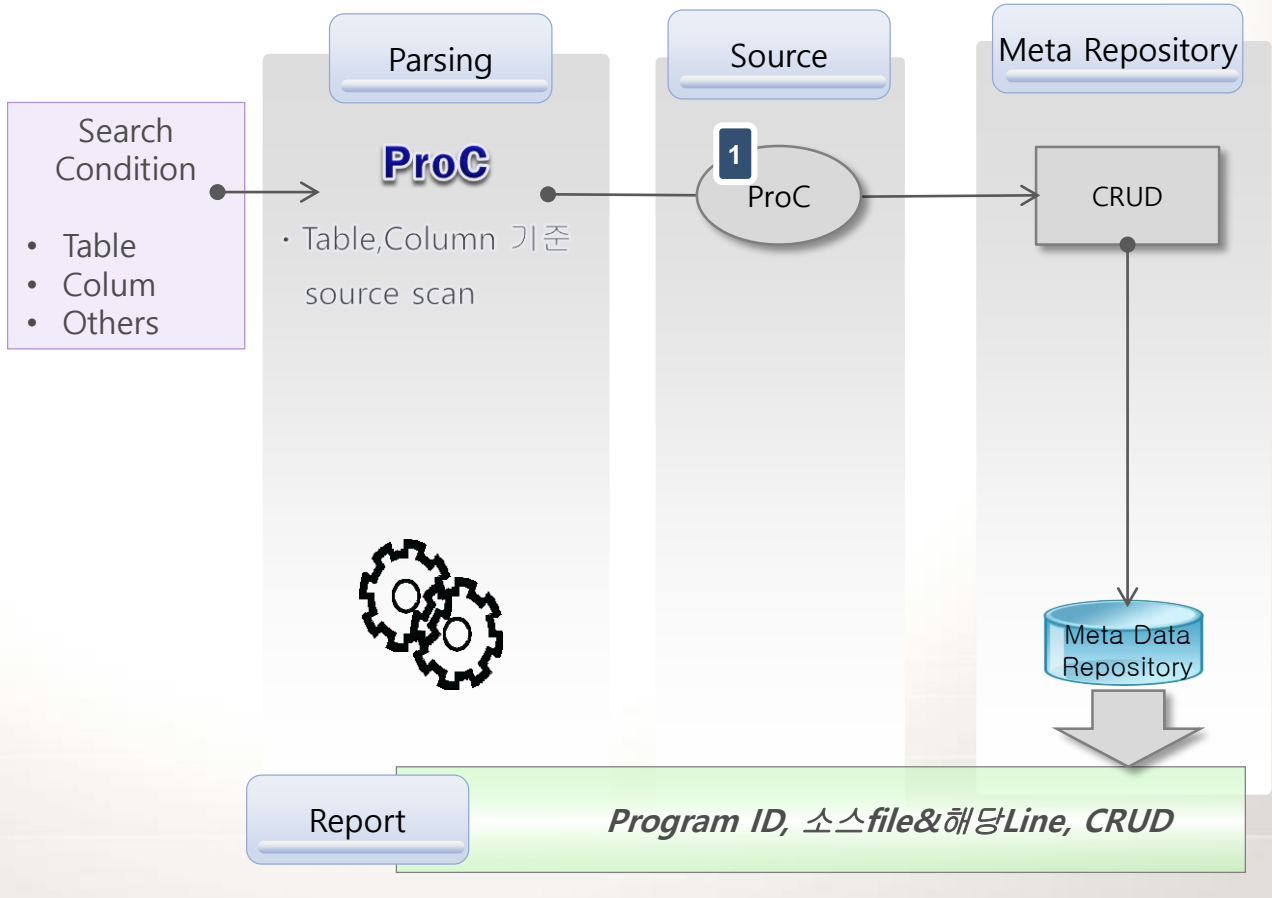 Parsing
Source
Meta Repository
Search
Condition
• Table
• Colum
• Others
ProC
· Table,Column 기준
source scan
1
ProC
CRUD
Meta Data
Repository
Report
Program ID, 소스file&해당Line, CRUD